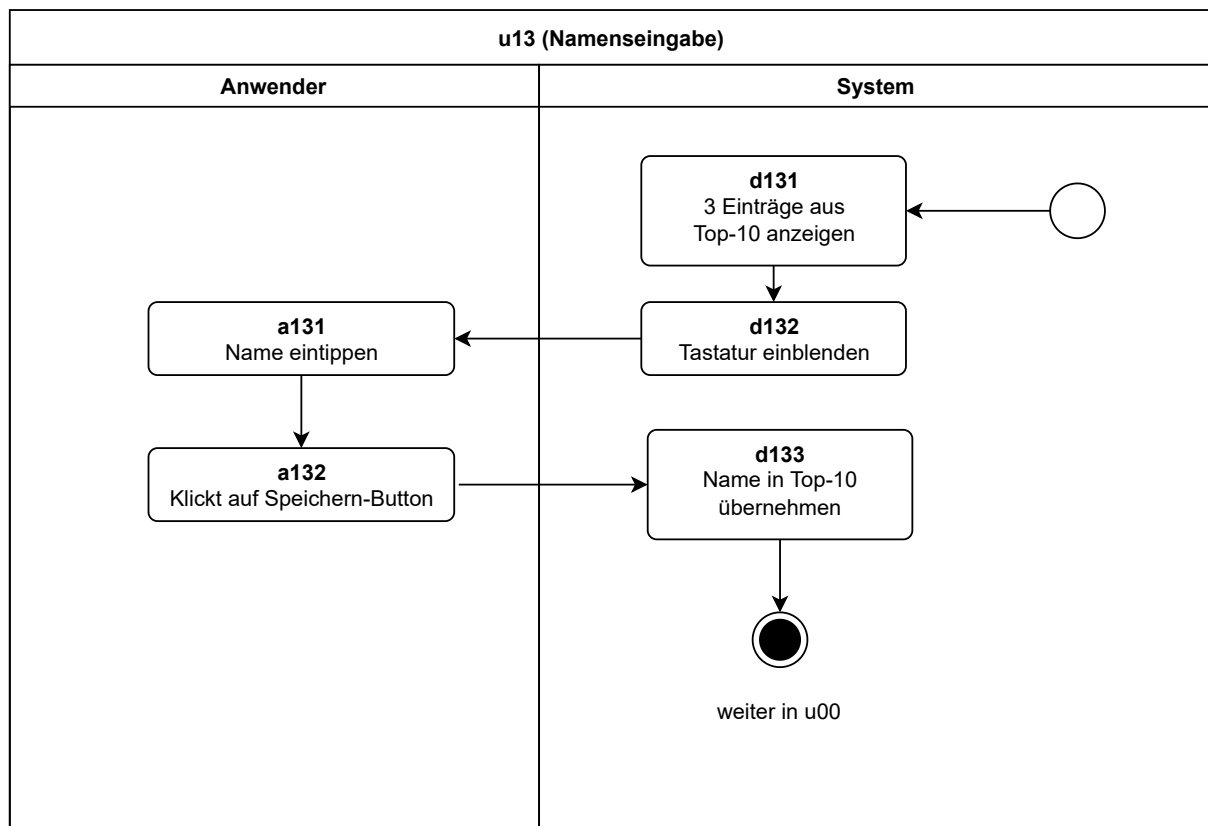 u13 (Namenseingabe)
Anwender
System
d131
3 Einträge aus
Top-10 anzeigen
a131
Name eintippen
d132
Tastatur einblenden
a132
Klickt auf Speichern-Button
d133
Name in Top-10
übernehmen
weiter in u00